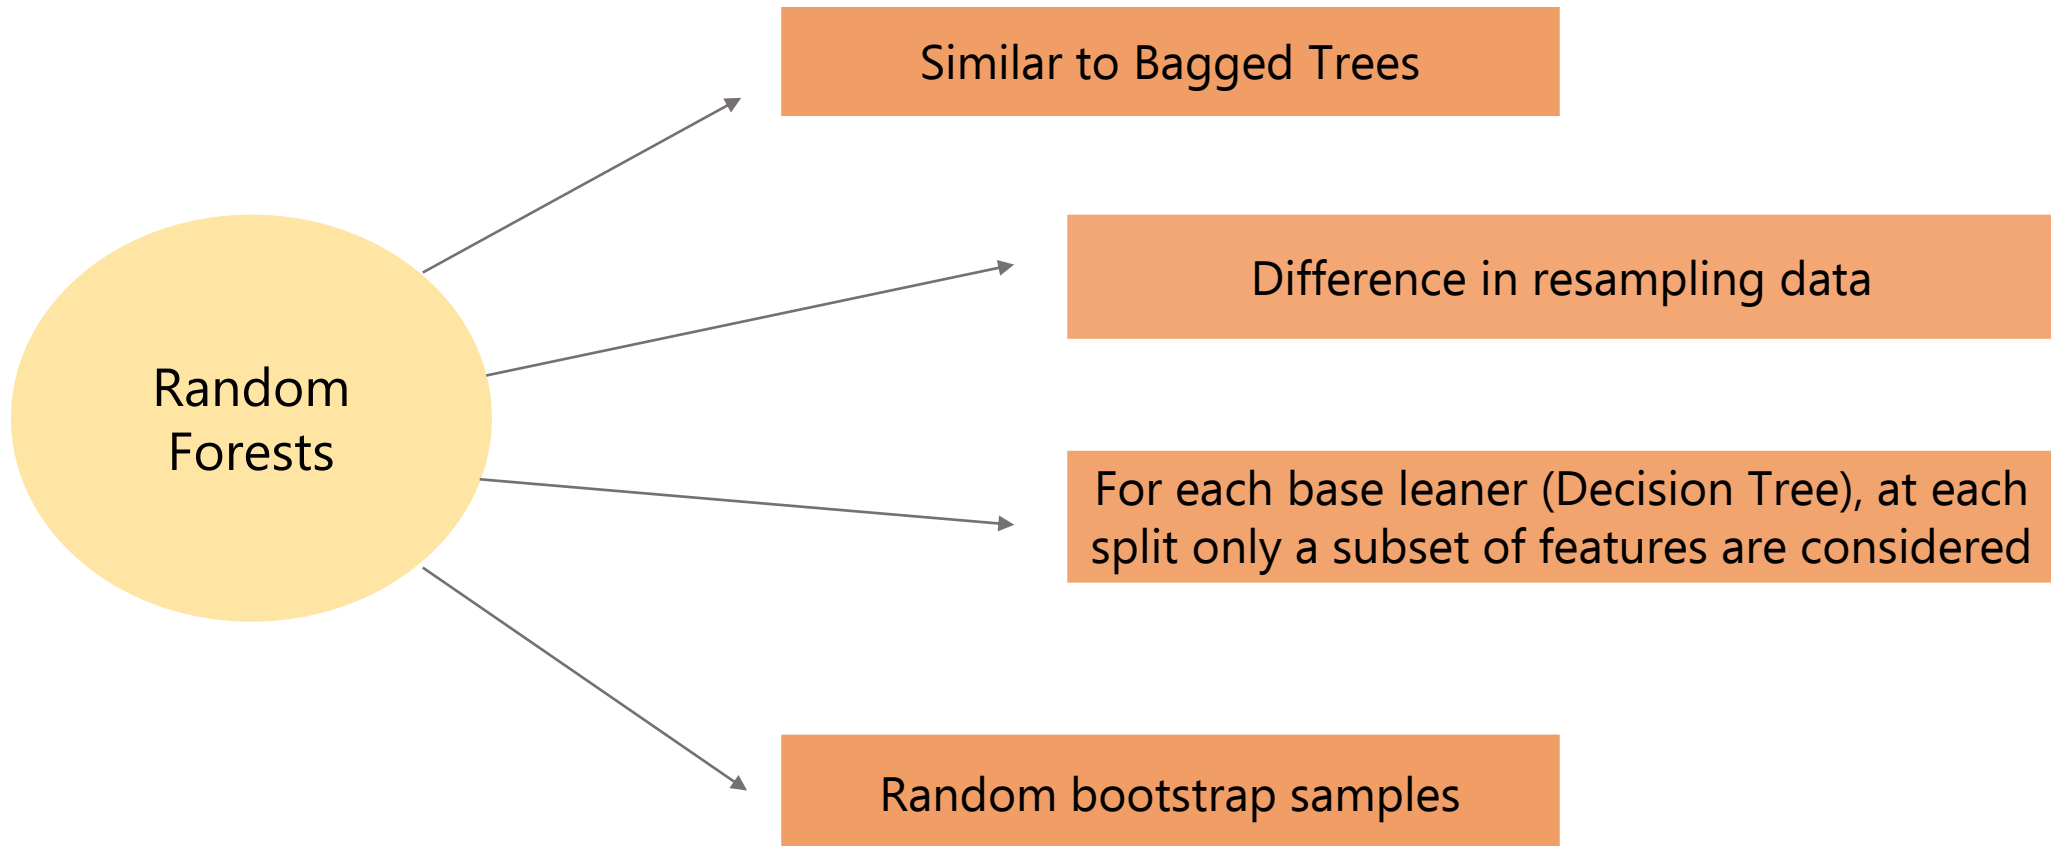 Similar to Bagged Trees
Difference in resampling data
Random
Forests
For each base leaner (Decision Tree), at each
split only a subset of features are considered
Random bootstrap samples